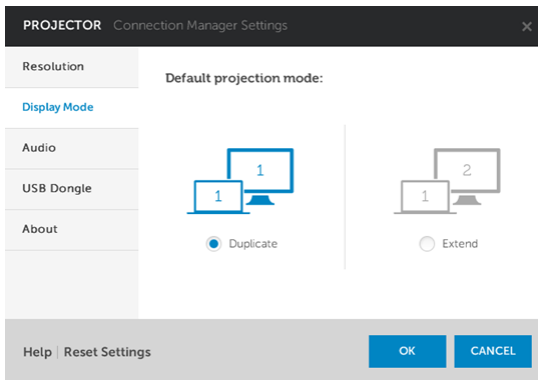 PROJECTOR Connection Manager Settings ×
Resolution
Display Mode
Audio
USB Dongle
About
Default projection mode:
1
1
Duplicate
2
1
Extend
Help | Reset Settings
OK
CANCEL